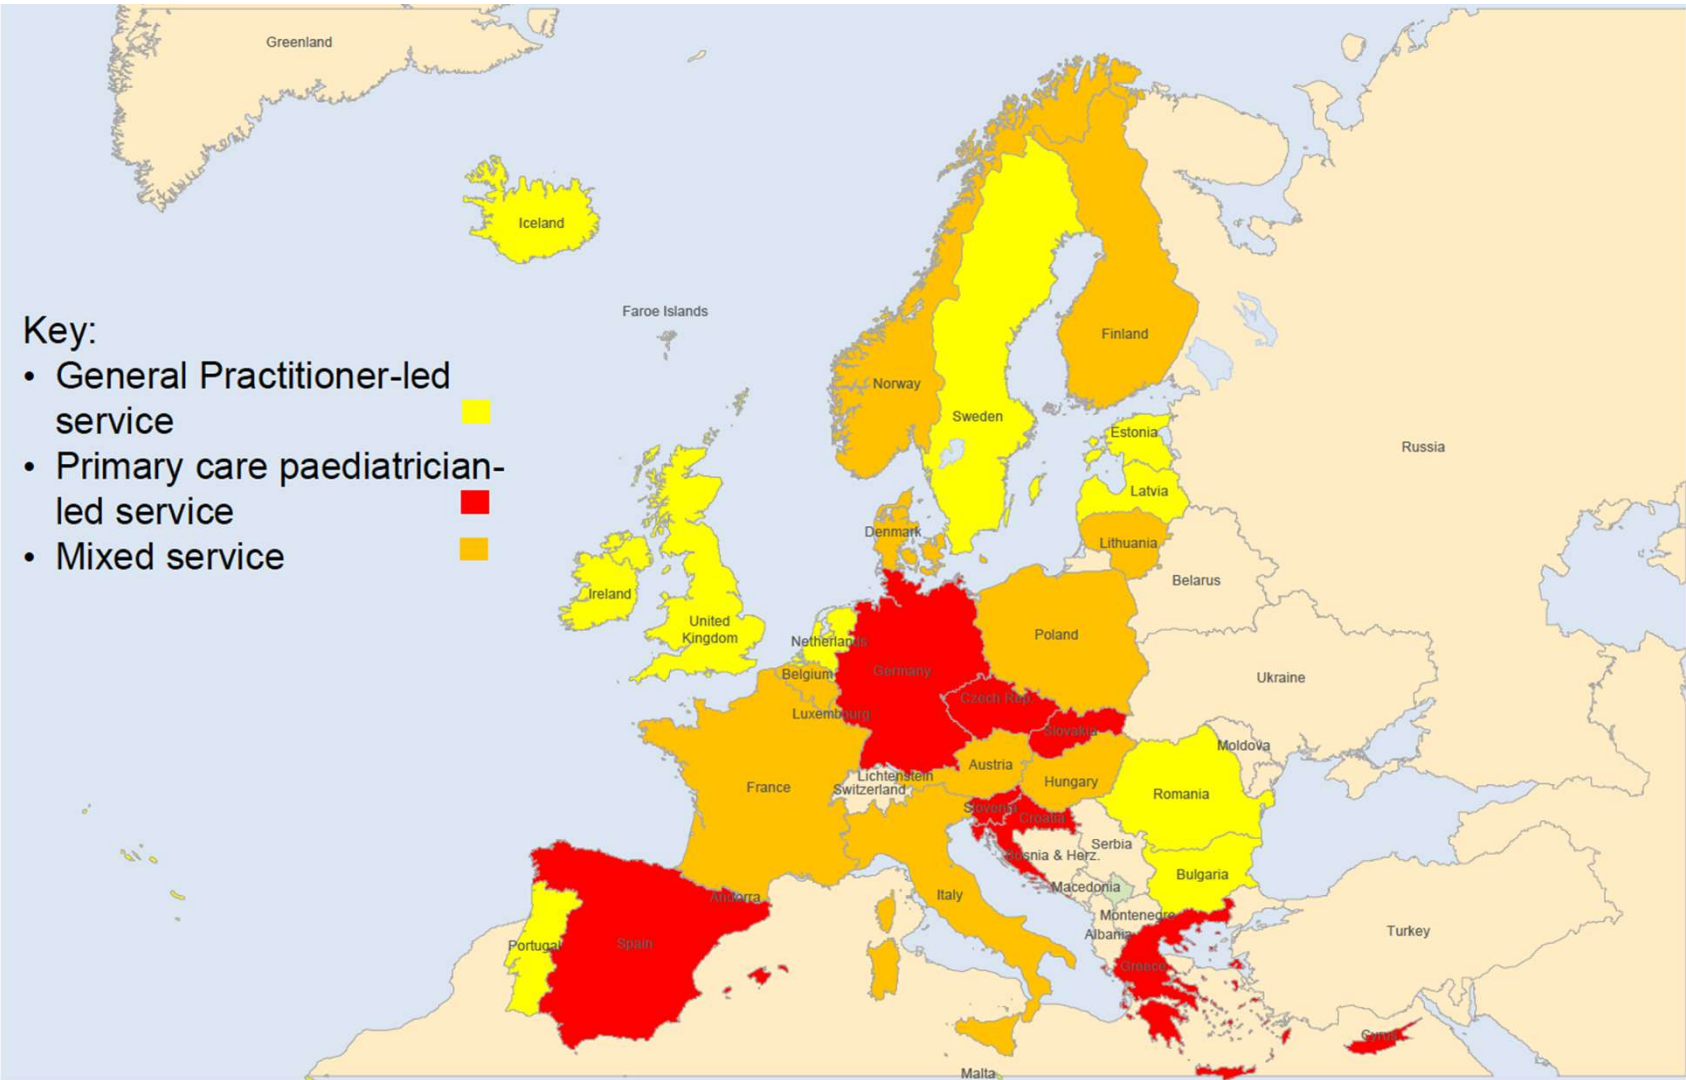 Greenland
Iceland
Faroe Islands
Key:
• General Practitioner-led
service
• Primary care paediatrician-
led service
• Mixed service
Norway
Finland
Sweden
Estonia
Russia
Latvia
Denmark
Lithuania
Belarus
Ireland
United
Kingdom
Netherlands
Poland
Belgium
Germany
Ukraine
Czech Rep.
Luxembourg
Slovakia
Moldova
Austria
Lichtenstein
Switzerland
Hungary
France
Romania
Slovenia
Croatia
Serbia
Bosnia & Herz.
Bulgaria
Macedonia
Andorra
Italy
Montenegro
Albania
Turkey
Portugal
Spain
Greece
Cyrus
Malta